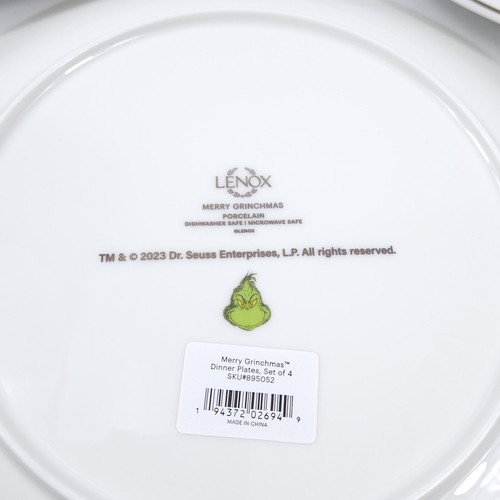 LENOX
MERRY GRINCHMAS
PORCELAIN
DISHWASHER SAFE | MICROWAVE SAFE
©LENOX
TM & © 2023 Dr. Seuss Enterprises, L.P. All rights reserved.
Merry Grinchmas™
Dinner Plates, Set of 4
SKU#895052
1 94372 02694 9
MADE IN CHINA